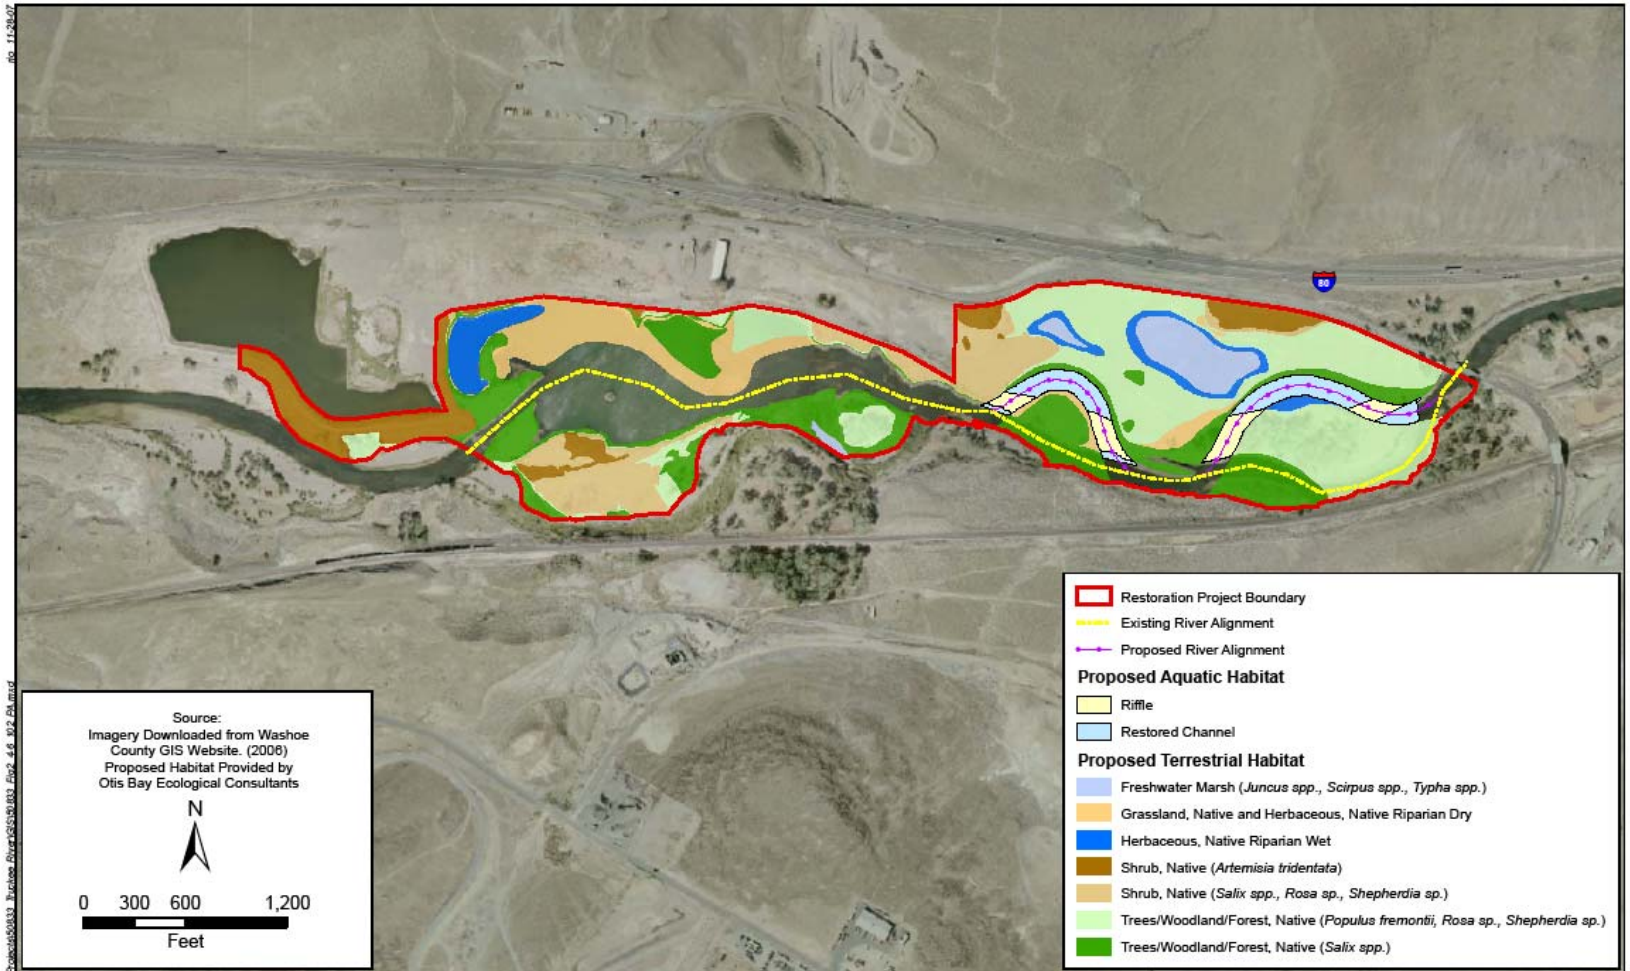 rlo 11-28-07
80
Restoration Project Boundary
Existing River Alignment
Proposed River Alignment
Proposed Aquatic Habitat
Riffle
Restored Channel
Proposed Terrestrial Habitat
Freshwater Marsh (Juncus spp., Scirpus spp., Typha spp.)
Grassland, Native and Herbaceous, Native Riparian Dry
Herbaceous, Native Riparian Wet
Shrub, Native (Artemisia tridentata)
Shrub, Native (Salix spp., Rosa sp., Shepherdia sp.)
Trees/Woodland/Forest, Native (Populus fremontii, Rosa sp., Shepherdia sp.)
Trees/Woodland/Forest, Native (Salix spp.)
Source:
Imagery Downloaded from Washoe
County GIS Website. (2006)
Proposed Habitat Provided by
Otis Bay Ecological Consultants
N
0 300 600 1,200
Feet